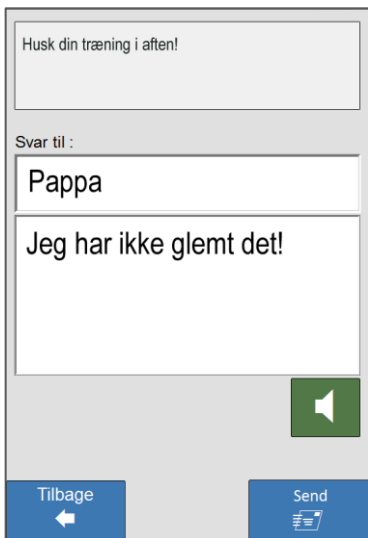 Husk din træning i aften!
Svar til :
Pappa
Jeg har ikke glemt det!
Tilbage
Send